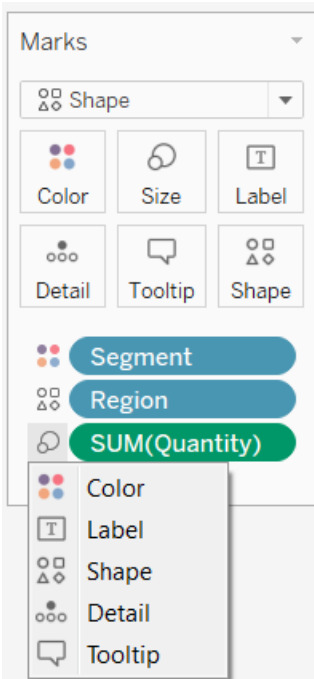 Marks
Shape
Color Size Label
T
Detail Tooltip Shape
Segment
Region
SUM(Quantity)
Color
T Label
Shape
Detail
Tooltip